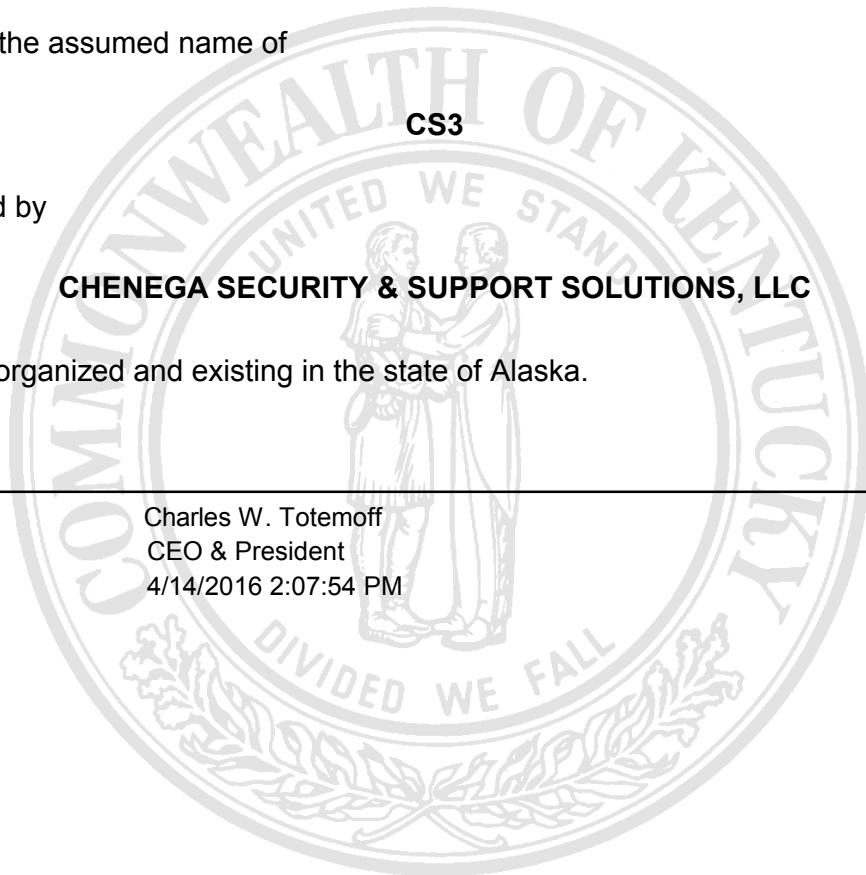 the assumed name of
CS3
d by
CHENEGA SECURITY & SUPPORT SOLUTIONS, LLC
organized and existing in the state of Alaska.
Charles W. Totemoff
CEO & President
4/14/2016 2:07:54 PM
COMMONWEALTH OF KENTUCKY
UNITED WE STAND
DIVIDED WE FALL